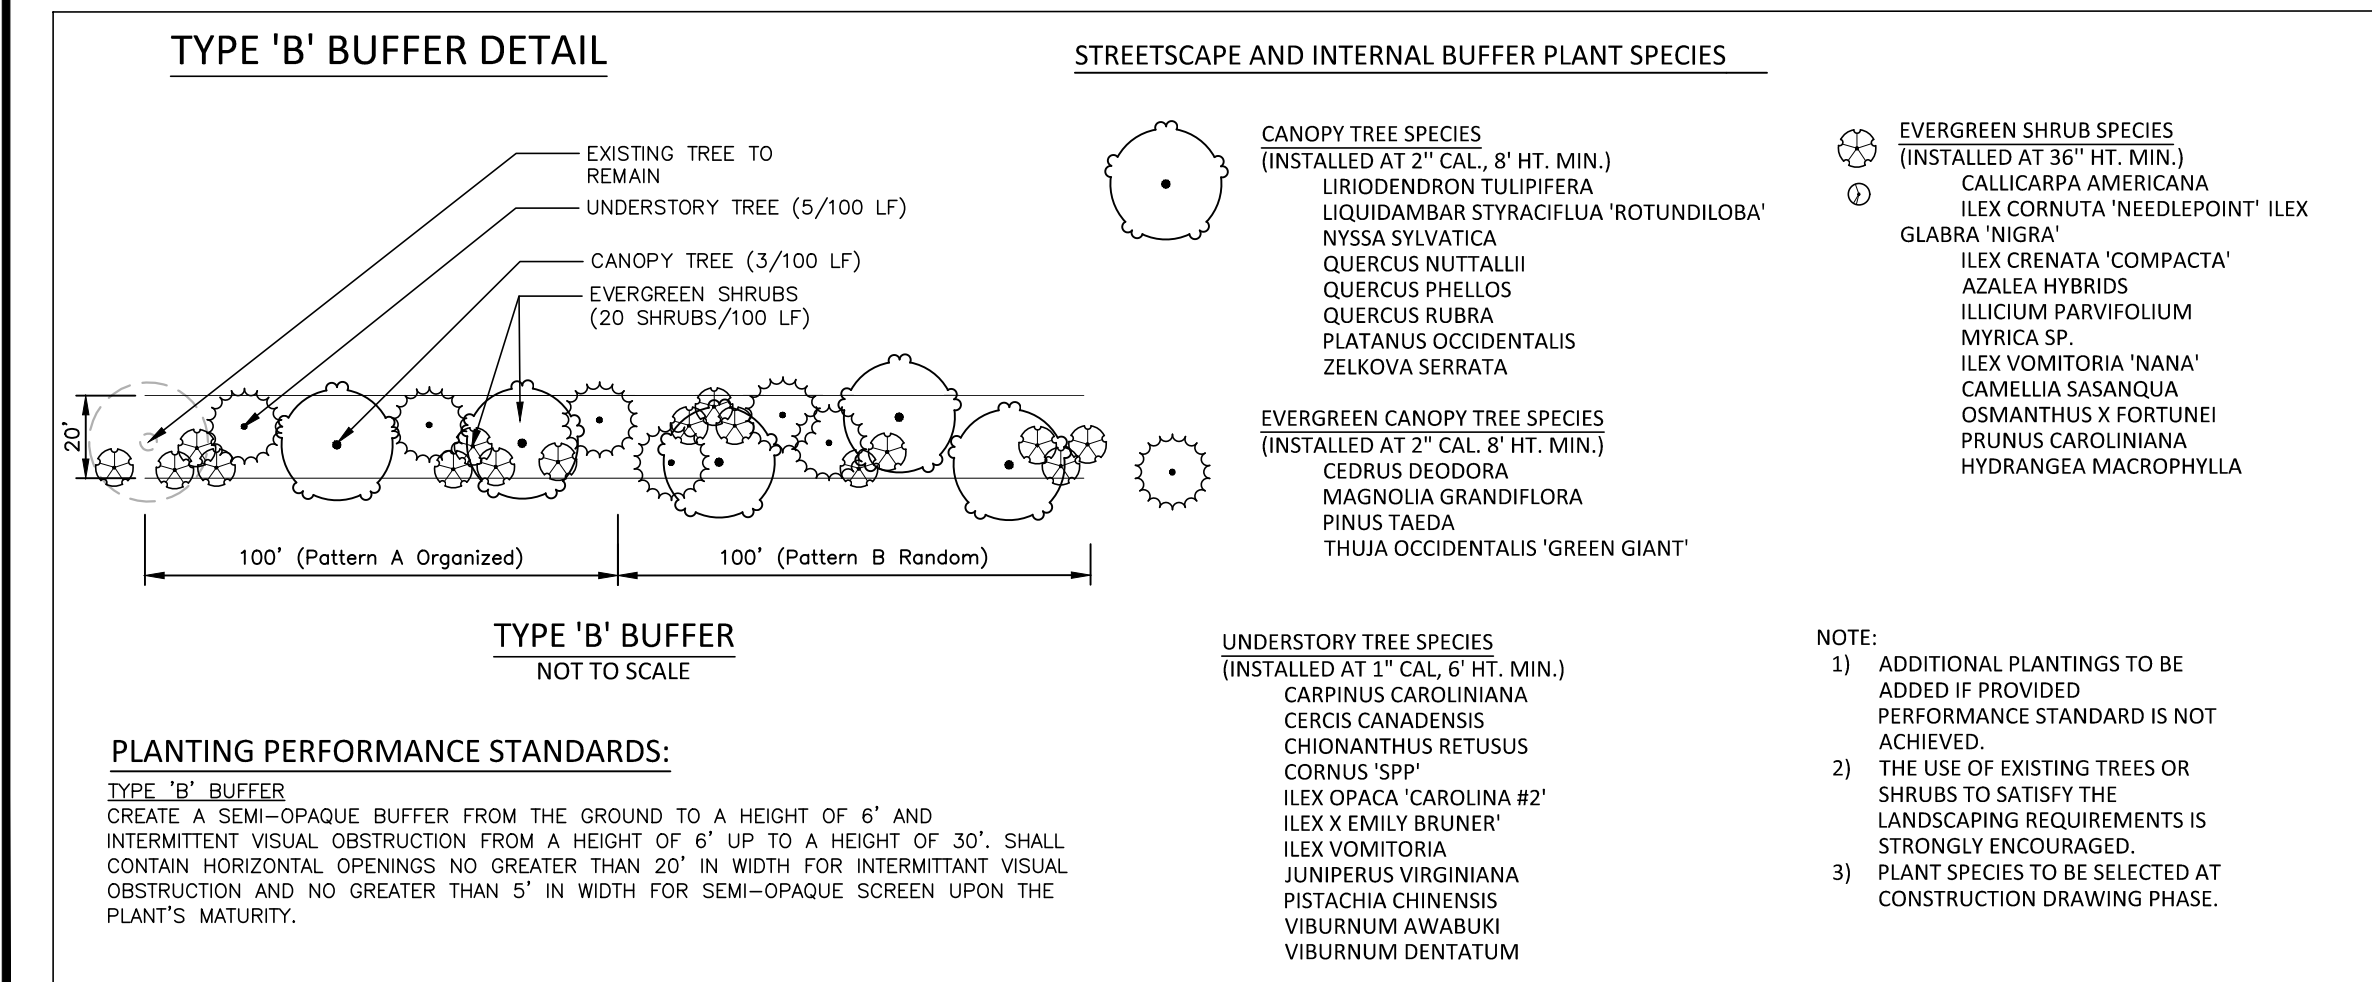 TYPE 'B' BUFFER DETAIL
EXISTING TREE TO
REMAIN
UNDERSTORY TREE (5/100 LF)
CANOPY TREE (3/100 LF)
EVERGREEN SHRUBS
(20 SHRUBS/100 LF)
20'
100' (Pattern A Organized)
100' (Pattern B Random)
TYPE 'B' BUFFER
NOT TO SCALE
PLANTING PERFORMANCE STANDARDS:
TYPE 'B' BUFFER
CREATE A SEMI-OPAQUE BUFFER FROM THE GROUND TO A HEIGHT OF 6' AND
INTERMITTENT VISUAL OBSTRUCTION FROM A HEIGHT OF 6' UP TO A HEIGHT OF 30'. SHALL
CONTAIN HORIZONTAL OPENINGS NO GREATER THAN 20' IN WIDTH FOR INTERMITTANT VISUAL
OBSTRUCTION AND NO GREATER THAN 5' IN WIDTH FOR SEMI-OPAQUE SCREEN UPON THE
PLANT'S MATURITY.
STREETSCAPE AND INTERNAL BUFFER PLANT SPECIES
CANOPY TREE SPECIES
(INSTALLED AT 2'' CAL., 8' HT. MIN.)
LIRIODENDRON TULIPIFERA
LIQUIDAMBAR STYRACIFLUA 'ROTUNDILOBA'
NYSSA SYLVATICA
QUERCUS NUTTALLII
QUERCUS PHELLOS
QUERCUS RUBRA
PLATANUS OCCIDENTALIS
ZELKOVA SERRATA
EVERGREEN CANOPY TREE SPECIES
(INSTALLED AT 2" CAL. 8' HT. MIN.)
CEDRUS DEODORA
MAGNOLIA GRANDIFLORA
PINUS TAEDA
THUJA OCCIDENTALIS 'GREEN GIANT'
UNDERSTORY TREE SPECIES
(INSTALLED AT 1" CAL, 6' HT. MIN.)
CARPINUS CAROLINIANA
CERCIS CANADENSIS
CHIONANTHUS RETUSUS
CORNUS 'SPP'
ILEX OPACA 'CAROLINA #2'
ILEX X EMILY BRUNER'
ILEX VOMITORIA
JUNIPERUS VIRGINIANA
PISTACHIA CHINENSIS
VIBURNUM AWABUKI
VIBURNUM DENTATUM
EVERGREEN SHRUB SPECIES
(INSTALLED AT 36'' HT. MIN.)
CALLICARPA AMERICANA
ILEX CORNUTA 'NEEDLEPOINT' ILEX
GLABRA 'NIGRA'
ILEX CRENATA 'COMPACTA'
AZALEA HYBRIDS
ILLICIUM PARVIFOLIUM
MYRICA SP.
ILEX VOMITORIA 'NANA'
CAMELLIA SASANQUA
OSMANTHUS X FORTUNEI
PRUNUS CAROLINIANA
HYDRANGEA MACROPHYLLA
NOTE:
1) ADDITIONAL PLANTINGS TO BE
ADDED IF PROVIDED
PERFORMANCE STANDARD IS NOT
ACHIEVED.
2) THE USE OF EXISTING TREES OR
SHRUBS TO SATISFY THE
LANDSCAPING REQUIREMENTS IS
STRONGLY ENCOURAGED.
3) PLANT SPECIES TO BE SELECTED AT
CONSTRUCTION DRAWING PHASE.